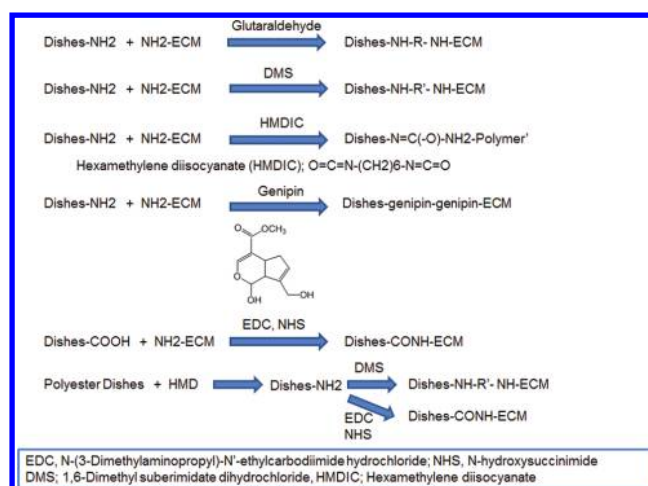 Glutaraldehyde
Dishes-NH2 + NH2-ECM Dishes-NH-R- NH-ECM
DMS
Dishes-NH2 + NH2-ECM Dishes-NH-R'- NH-ECM
HMDIC
Dishes-NH2 + NH2-ECM Dishes-N=C(-O)-NH2-Polymer'
Hexamethylene diisocyanate (HMDIC); O=C=N-(CH2)6-N=C=O
Genipin
Dishes-NH2 + NH2-ECM Dishes-genipin-genipin-ECM
O OCH3
O
OH OH
EDC, NHS
Dishes-COOH + NH2-ECM Dishes-CONH-ECM
DMS
Polyester Dishes + HMD Dishes-NH2 Dishes-NH-R'- NH-ECM
EDC Dishes-CONH-ECM
NHS
EDC, N-(3-Dimethylaminopropyl)-N'-ethylcarbodiimide hydrochloride; NHS, N-hydroxysuccinimide
DMS; 1,6-Dimethyl suberimidate dihydrochloride, HMDIC; Hexamethylene diisocyanate